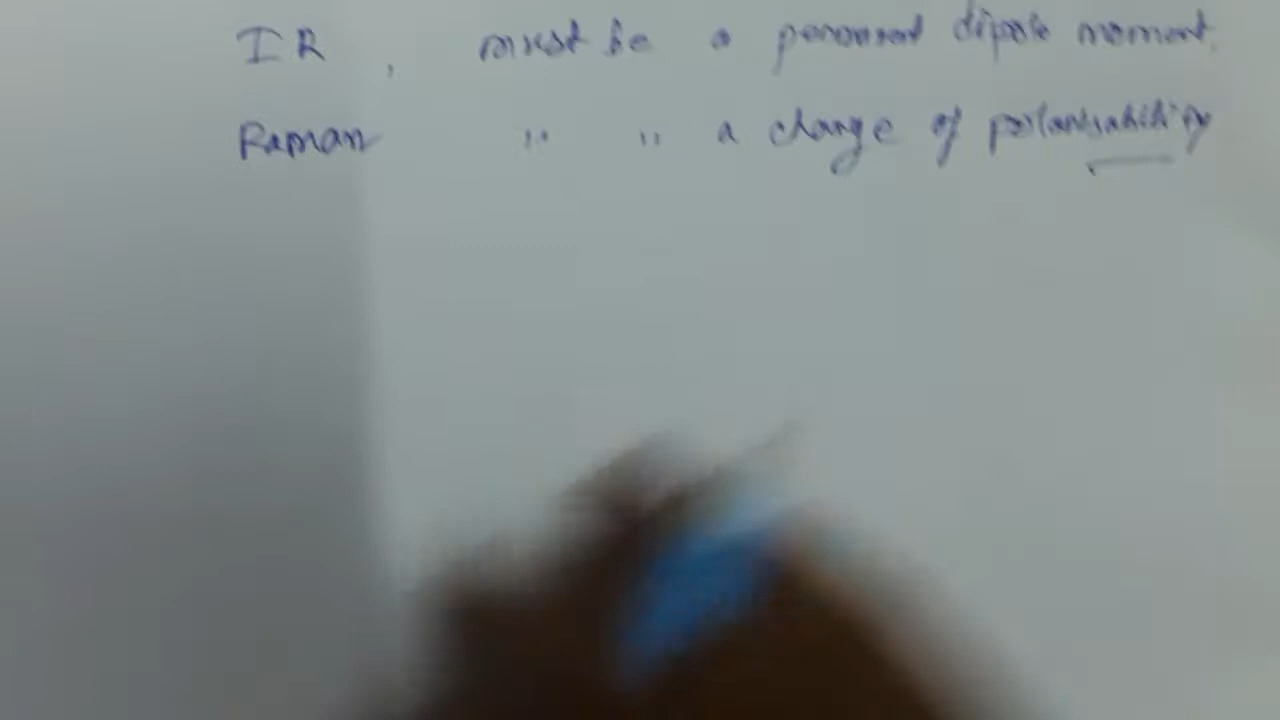 IR , must be a permanent dipole moment.
Raman " " a change of polarisability